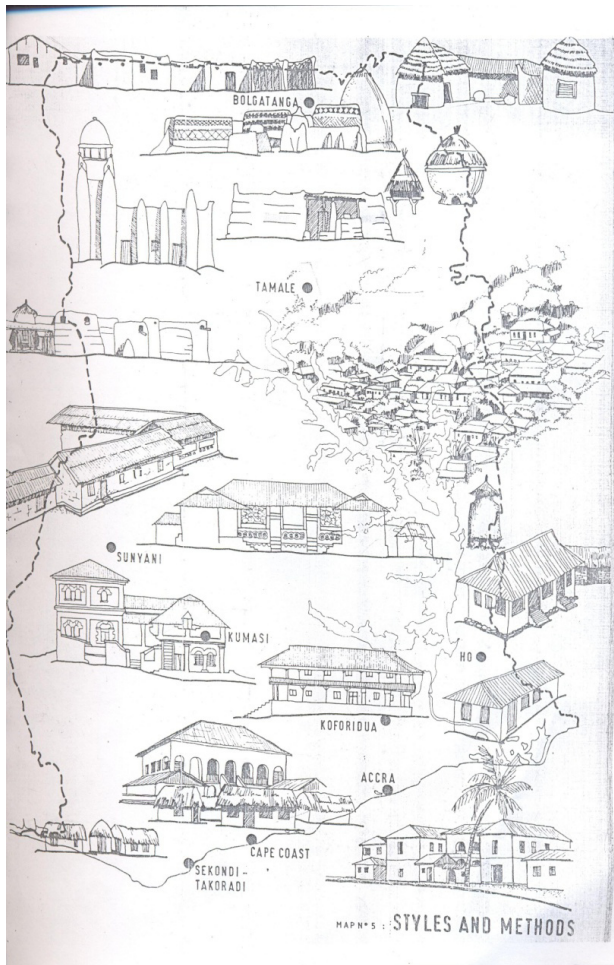 BOLGATANGA
TAMALE
SUNYANI
KUMASI
HO
KOFORIDUA
ACCRA
CAPE COAST
SEKONDI-
TAKORADI
MAP Nº 5 : STYLES AND METHODS